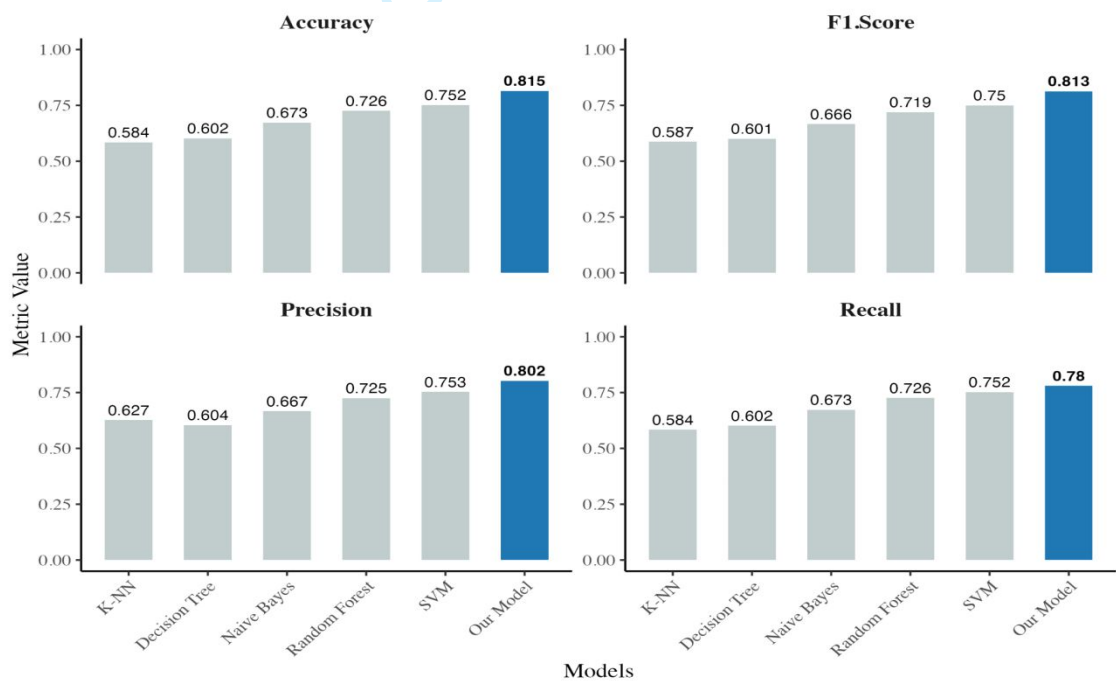 Accuracy
1.00
0.75
0.50
0.25
0.00
0.584
0.602
0.673
0.726
0.752
0.815
F1.Score
1.00
0.75
0.50
0.25
0.00
0.587
0.601
0.666
0.719
0.75
0.813
Metric Value
Precision
1.00
0.75
0.50
0.25
0.00
0.627
0.604
0.667
0.725
0.753
0.802
K-NN
Decision Tree
Naive Bayes
Random Forest
SVM
Our Model
Recall
1.00
0.75
0.50
0.25
0.00
0.584
0.602
0.673
0.726
0.752
0.78
K-NN
Decision Tree
Naive Bayes
Random Forest
SVM
Our Model
Models